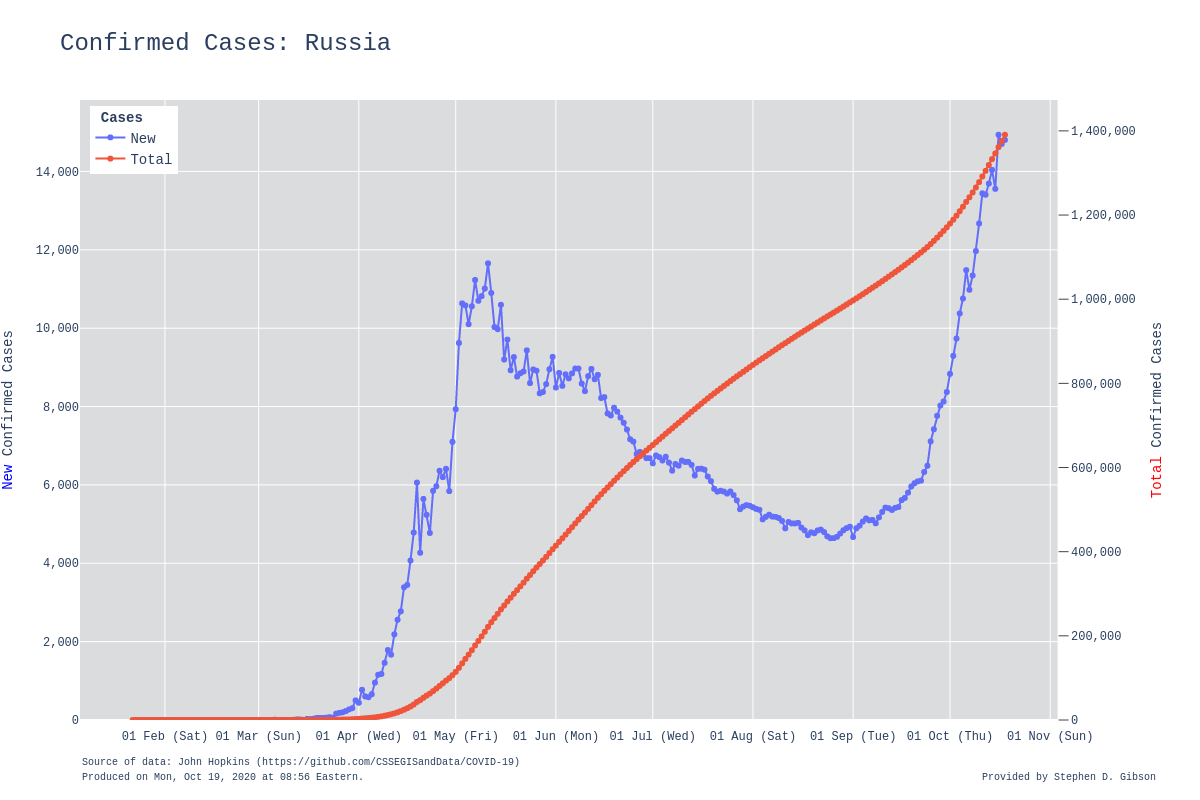 Confirmed Cases: Russia
Cases
New
Total
14,000
12,000
10,000
8,000
6,000
4,000
2,000
0
New Confirmed Cases
1,400,000
1,200,000
1,000,000
800,000
600,000
400,000
200,000
0
Total Confirmed Cases
01 Feb (Sat) 01 Mar (Sun) 01 Apr (Wed) 01 May (Fri) 01 Jun (Mon) 01 Jul (Wed) 01 Aug (Sat) 01 Sep (Tue) 01 Oct (Thu) 01 Nov (Sun)
Source of data: John Hopkins (https://github.com/CSSEGISandData/COVID-19)
Produced on Mon, Oct 19, 2020 at 08:56 Eastern.
Provided by Stephen D. Gibson